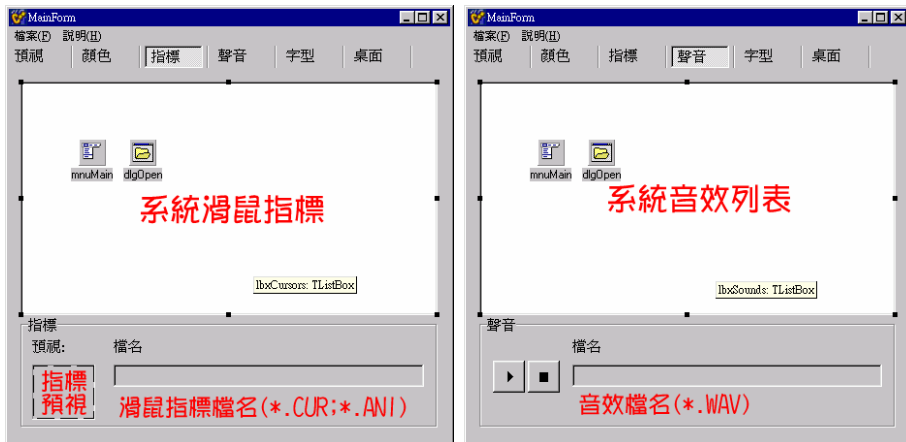 MainForm
檔案(F) 說明(H)
預視 顏色 指標 聲音 字型 桌面
mnuMain dlgOpen
系統滑鼠指標
lbxCursors: TListBox
指標
預視: 檔名
指標
預視
滑鼠指標檔名(*.CUR;*.ANI)
MainForm
檔案(F) 說明(H)
預視 顏色 指標 聲音 字型 桌面
mnuMain dlgOpen
系統音效列表
lbxSounds: TListBox
聲音
檔名
音效檔名(*.WAV)